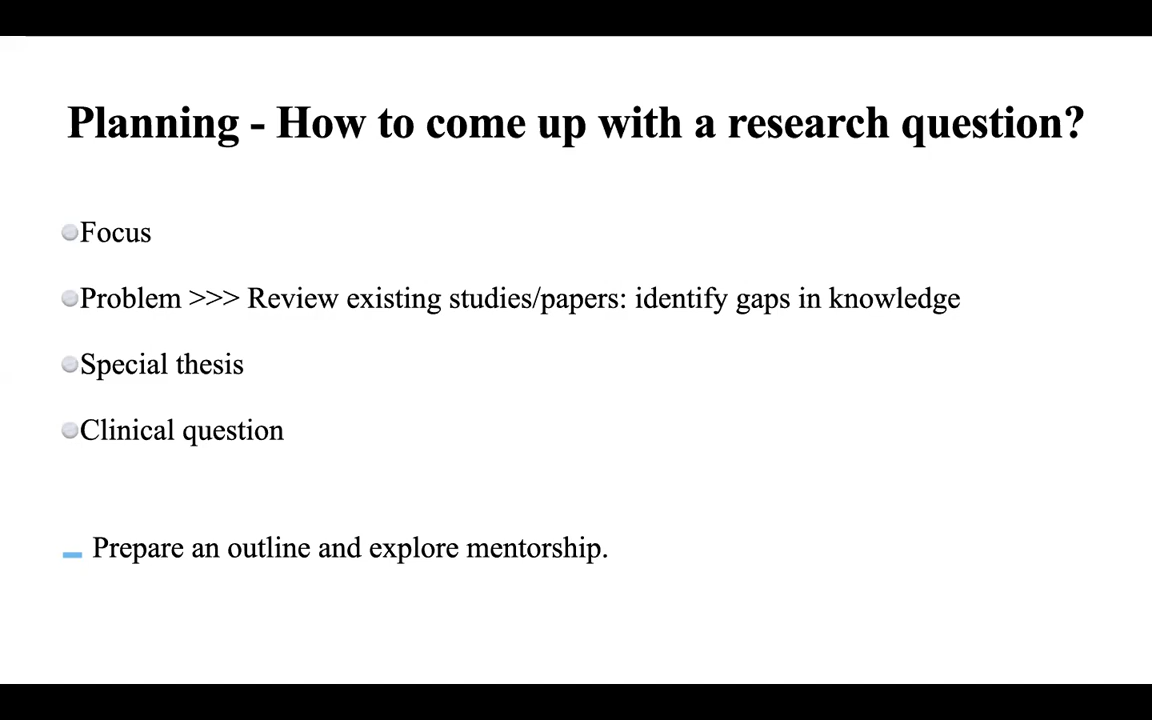 Planning - How to come up with a research question?
Focus
Problem >>> Review existing studies/papers: identify gaps in knowledge
Special thesis
Clinical question
Prepare an outline and explore mentorship.